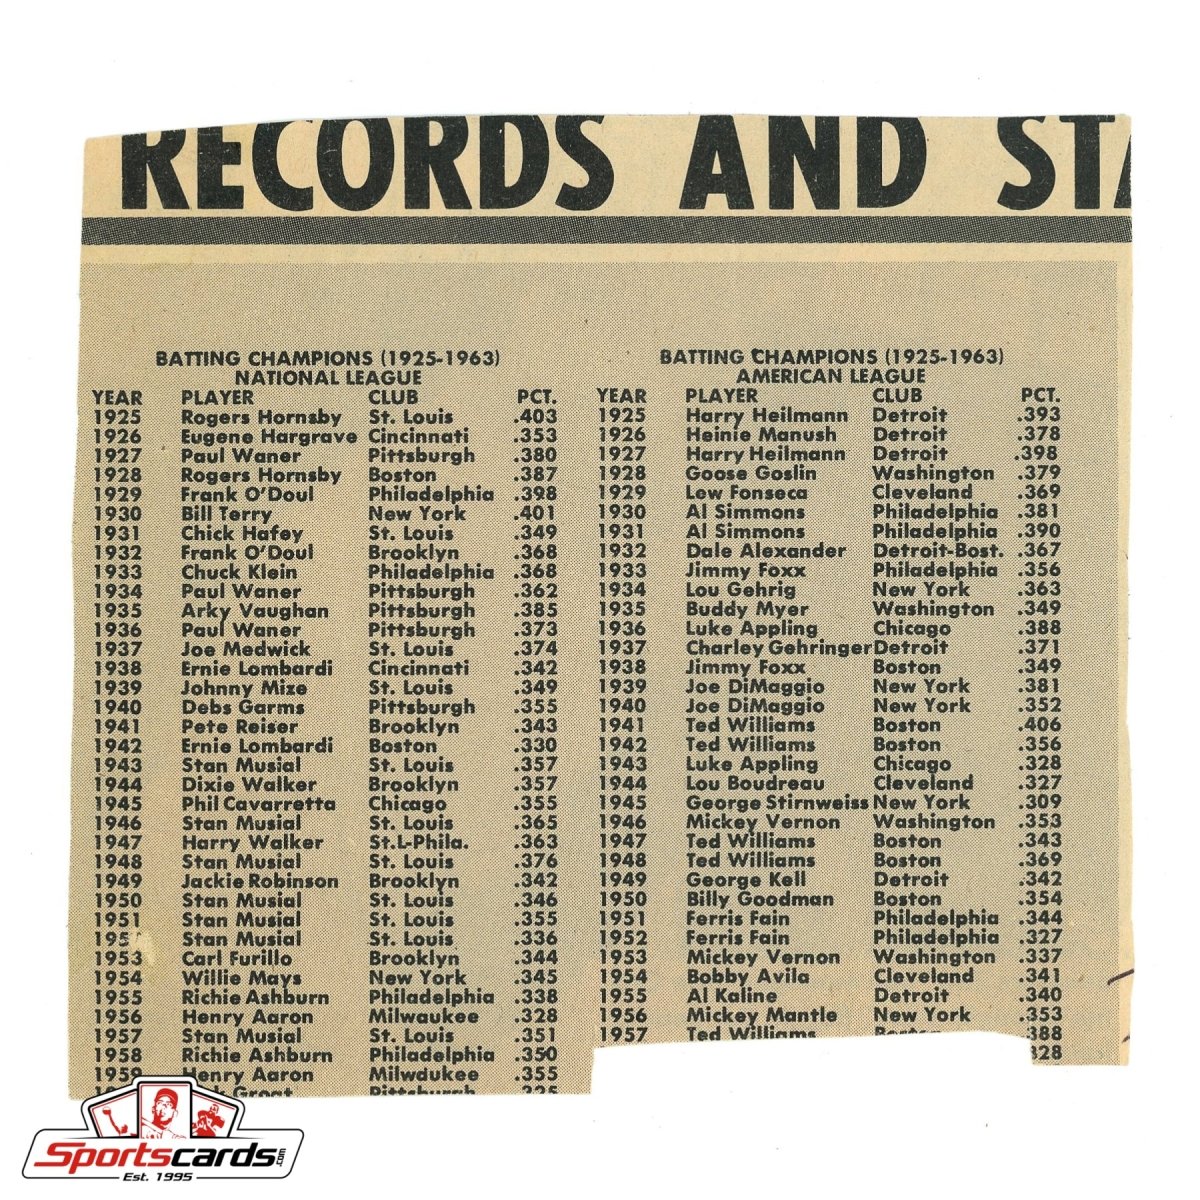 RECORDS AND
BATTING CHAMPIONS (1925-1963)
NATIONAL LEAGUE
YEAR PLAYER CLUB PCT.
1925 Rogers Hornsby St. Louis .403
1926 Eugene Hargrave Cincinnati .353
1927 Paul Waner Pittsburgh .380
1928 Rogers Hornsby Boston .387
1929 Frank O'Doul Philadelphia .398
1930 Bill Terry New York .401
1931 Chick Hafey St. Louis .349
1932 Frank O'Doul Brooklyn .368
1933 Chuck Klein Philadelphia .368
1934 Paul Waner Pittsburgh .362
1935 Arky Vaughan Pittsburgh .385
1936 Paul Waner Pittsburgh .373
1937 Joe Medwick St. Louis .374
1938 Ernie Lombardi Cincinnati .342
1939 Johnny Mize St. Louis .349
1940 Debs Garms Pittsburgh .355
1941 Pete Reiser Brooklyn .343
1942 Ernie Lombardi Boston .330
1943 Stan Musial St. Louis .357
1944 Dixie Walker Brooklyn .357
1945 Phil Cavarretta Chicago .355
1946 Stan Musial St. Louis .365
1947 Harry Walker St.L-Phila. .363
1948 Stan Musial St. Louis .376
1949 Jackie Robinson Brooklyn .342
1950 Stan Musial St. Louis .346
1951 Stan Musial St. Louis .355
Stan Musial St. Louis .336
1953 Carl Furillo Brooklyn .344
1954 Willie Mays New York .345
1955 Richie Ashburn Philadelphia .338
1956 Henry Aaron Milwaukee .328
1957 Stan Musial St. Louis .351
1958 Richie Ashburn Philadelphia .350
1959 Henry Aaron Milwaukee .355
Groat Pittsburgh .325
BATTING CHAMPIONS (1925-1963)
AMERICAN LEAGUE
YEAR PLAYER CLUB PCT.
1925 Harry Heilmann Detroit .393
1926 Heinie Manush Detroit .378
1927 Harry Heilmann Detroit .398
1928 Goose Goslin Washington .379
1929 Lew Fonseca Cleveland .369
1930 Al Simmons Philadelphia .381
1931 Al Simmons Philadelphia .390
1932 Dale Alexander Detroit-Bost. .367
1933 Jimmy Foxx Philadelphia .356
1934 Lou Gehrig New York .363
1935 Buddy Myer Washington .349
1936 Luke Appling Chicago .388
1937 Charley Gehringer Detroit .371
1938 Jimmy Foxx Boston .349
1939 Joe DiMaggio New York .381
1940 Joe DiMaggio New York .352
1941 Ted Williams Boston .406
1942 Ted Williams Boston .356
1943 Luke Appling Chicago .328
1944 Lou Boudreau Cleveland .327
1945 George Stirnweiss New York .309
1946 Mickey Vernon Washington .353
1947 Ted Williams Boston .343
1948 Ted Williams Boston .369
1949 George Kell Detroit .342
1950 Billy Goodman Boston .354
1951 Ferris Fain Philadelphia .344
1952 Ferris Fain Philadelphia .327
1953 Mickey Vernon Washington .337
1954 Bobby Avila Cleveland .341
1955 Al Kaline Detroit .340
1956 Mickey Mantle New York .353
1957 Ted Williams Boston .388
.328
Sportscards.com
Est. 1995